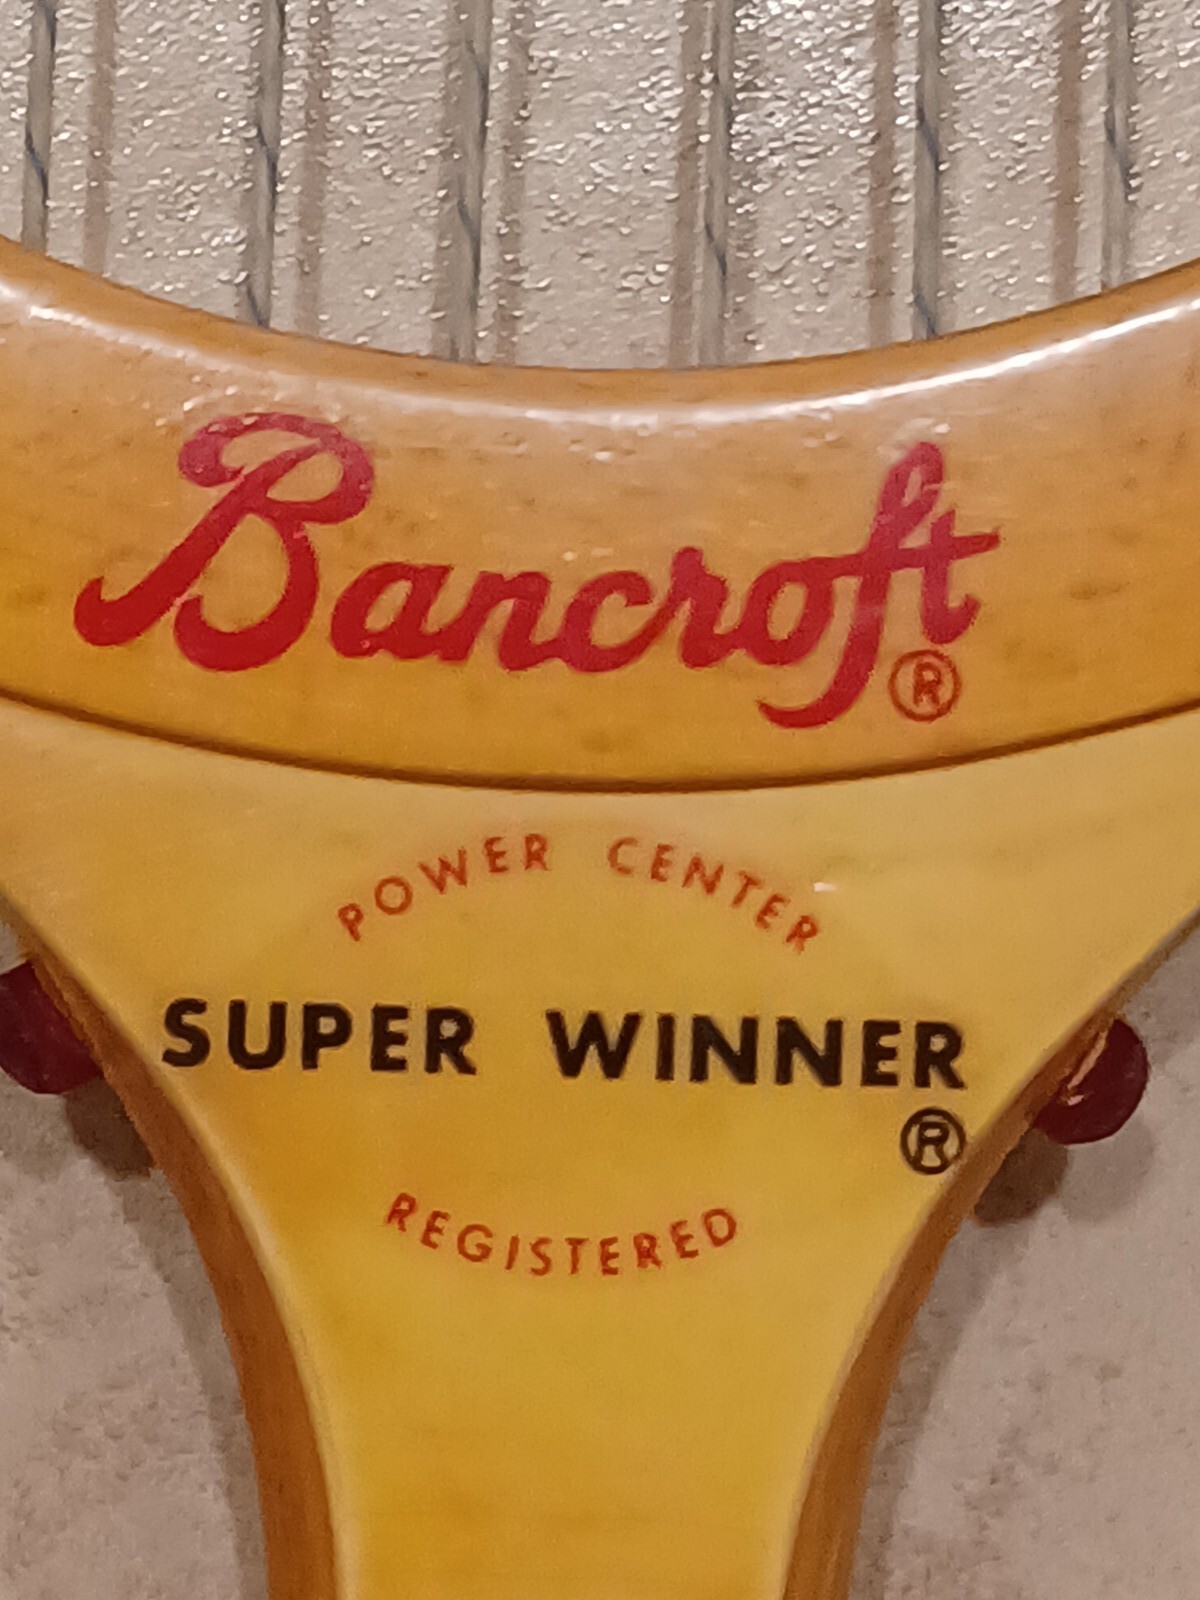 Bancroft®
POWER CENTER
SUPER WINNER
®
REGISTERED